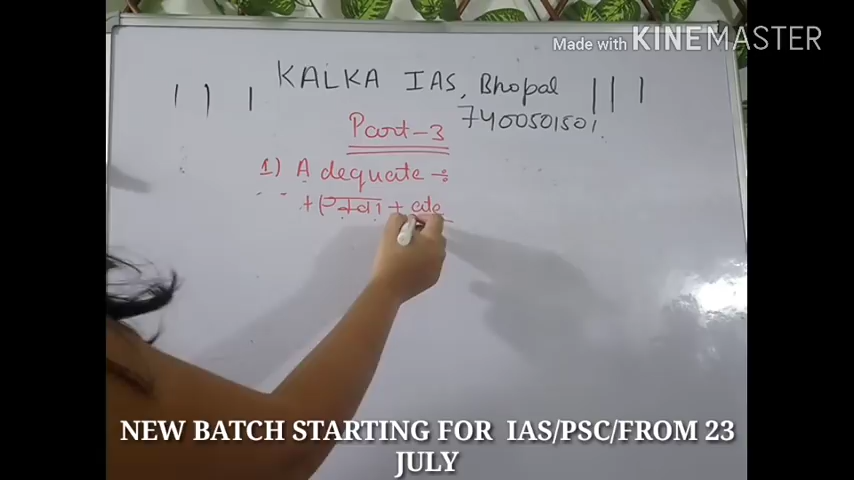 Made with KINEMASTER
KALKA IAS, Bhopal
7400501501
Part-3
1) Adequate ÷
+ ate
NEW BATCH STARTING FOR IAS/PSC/FROM 23
JULY